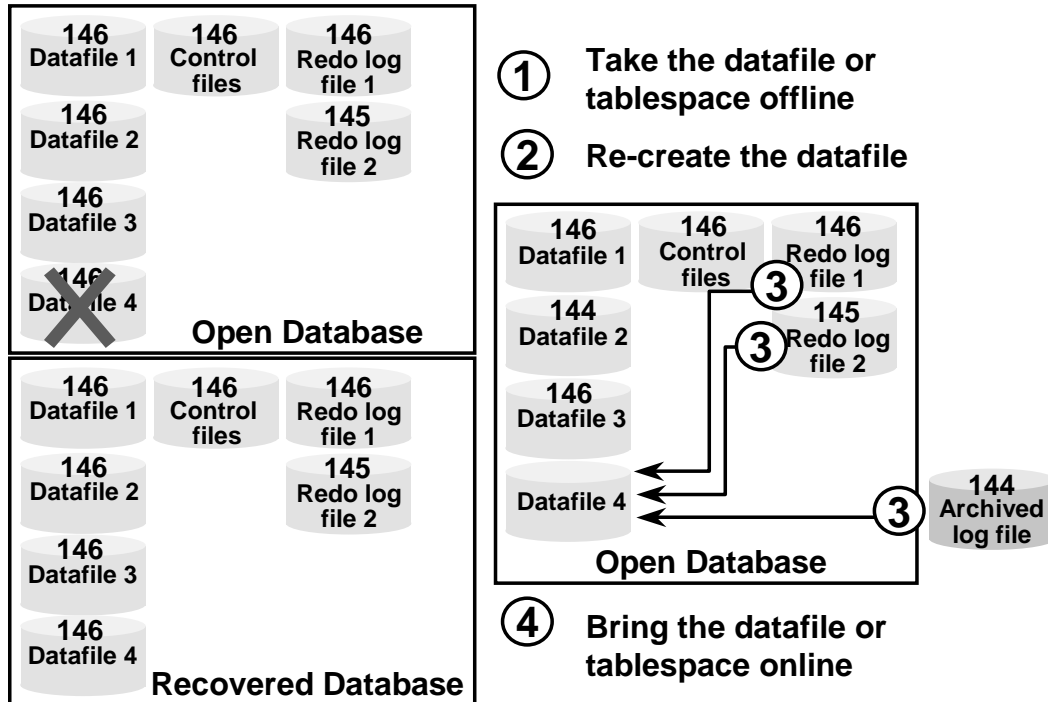 146
Datafile 1
146
Control
files
146
Redo log
file 1
146
Datafile 2
145
Redo log
file 2
146
Datafile 3
146
Datafile 4
Open Database
1 Take the datafile or
tablespace offline
2 Re-create the datafile
146
Datafile 1
146
Control
files
146
Redo log
file 1
3
144
Datafile 2
145
Redo log
file 2
3
146
Datafile 3
Datafile 4
3
144
Archived
log file
Open Database
146
Datafile 1
146
Control
files
146
Redo log
file 1
146
Datafile 2
145
Redo log
file 2
146
Datafile 3
146
Datafile 4
Recovered Database
4 Bring the datafile or
tablespace online